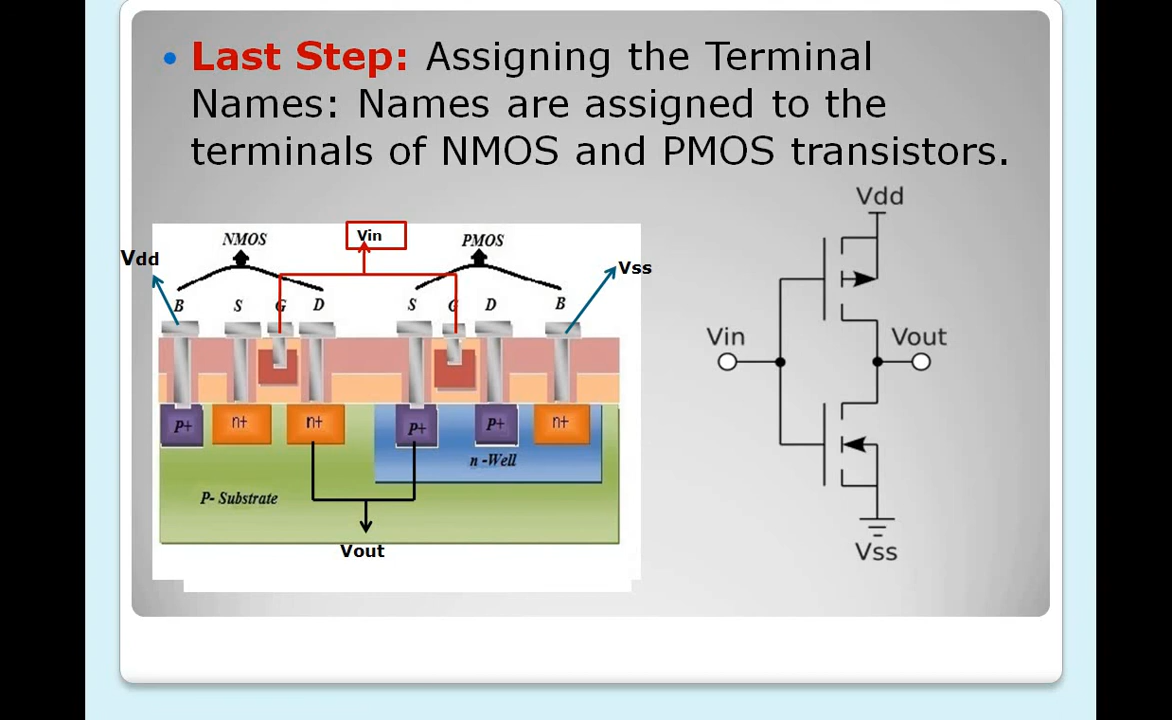 • Last Step: Assigning the Terminal
Names: Names are assigned to the
terminals of NMOS and PMOS transistors.
NMOS
Vin
PMOS
Vdd
Vss
B S G D S G D B
P+ n+ n+ P+ P+ n+
n -Well
P- Substrate
Vout
Vdd
Vin
Vout
Vss